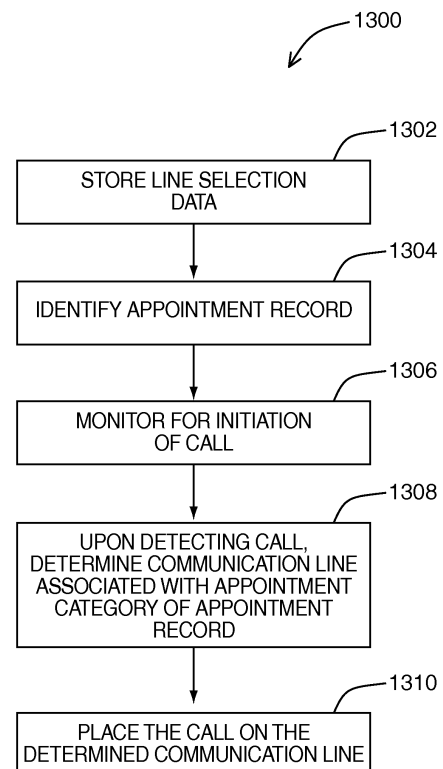 1300
1302
STORE LINE SELECTION
DATA
1304
IDENTIFY APPOINTMENT RECORD
1306
MONITOR FOR INITIATION
OF CALL
1308
UPON DETECTING CALL,
DETERMINE COMMUNICATION LINE
ASSOCIATED WITH APPOINTMENT
CATEGORY OF APPOINTMENT
RECORD
1310
PLACE THE CALL ON THE
DETERMINED COMMUNICATION LINE